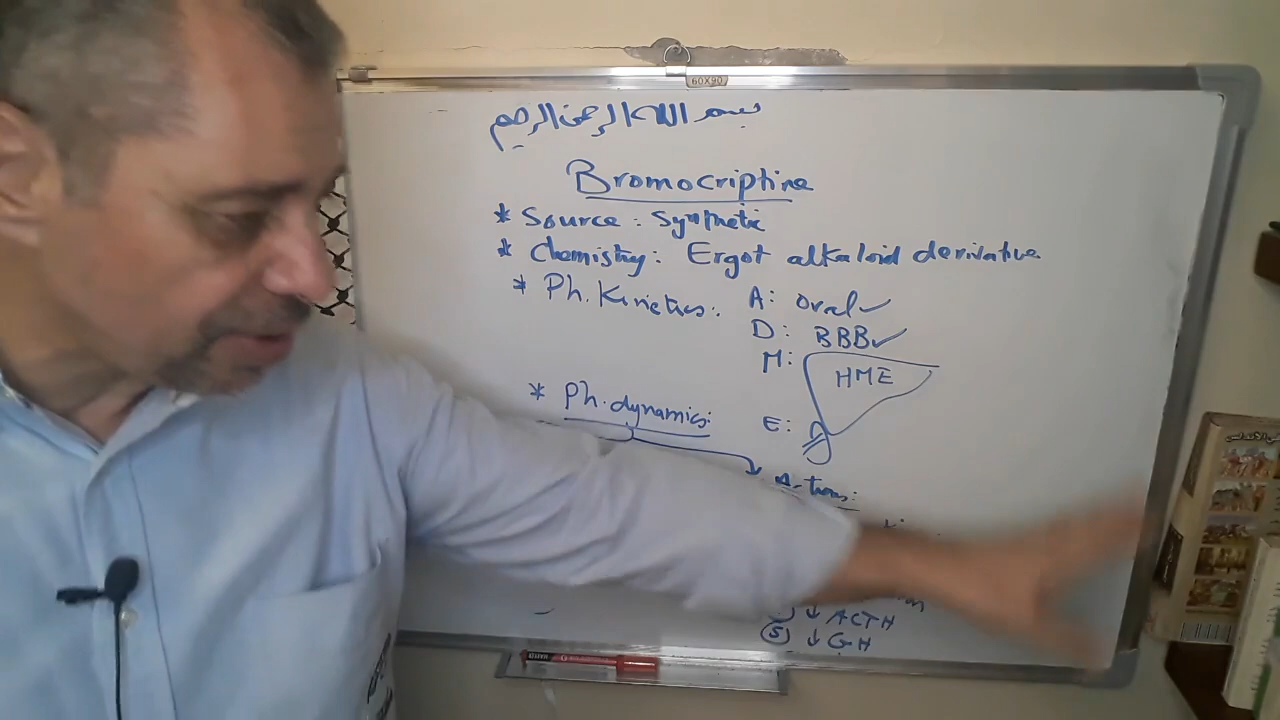 60X90
بسم الله الرحمن الرحيم
Bromocriptine
* Source: Synthetic
* Chemistry: Ergot alkaloid derivative
* Ph. Kinetics: A: oral ✓
D: BBB ✓
M: HME
E:
* Ph. dynamics:
Actions:
↓ ACTH
⑤ ↓ GH